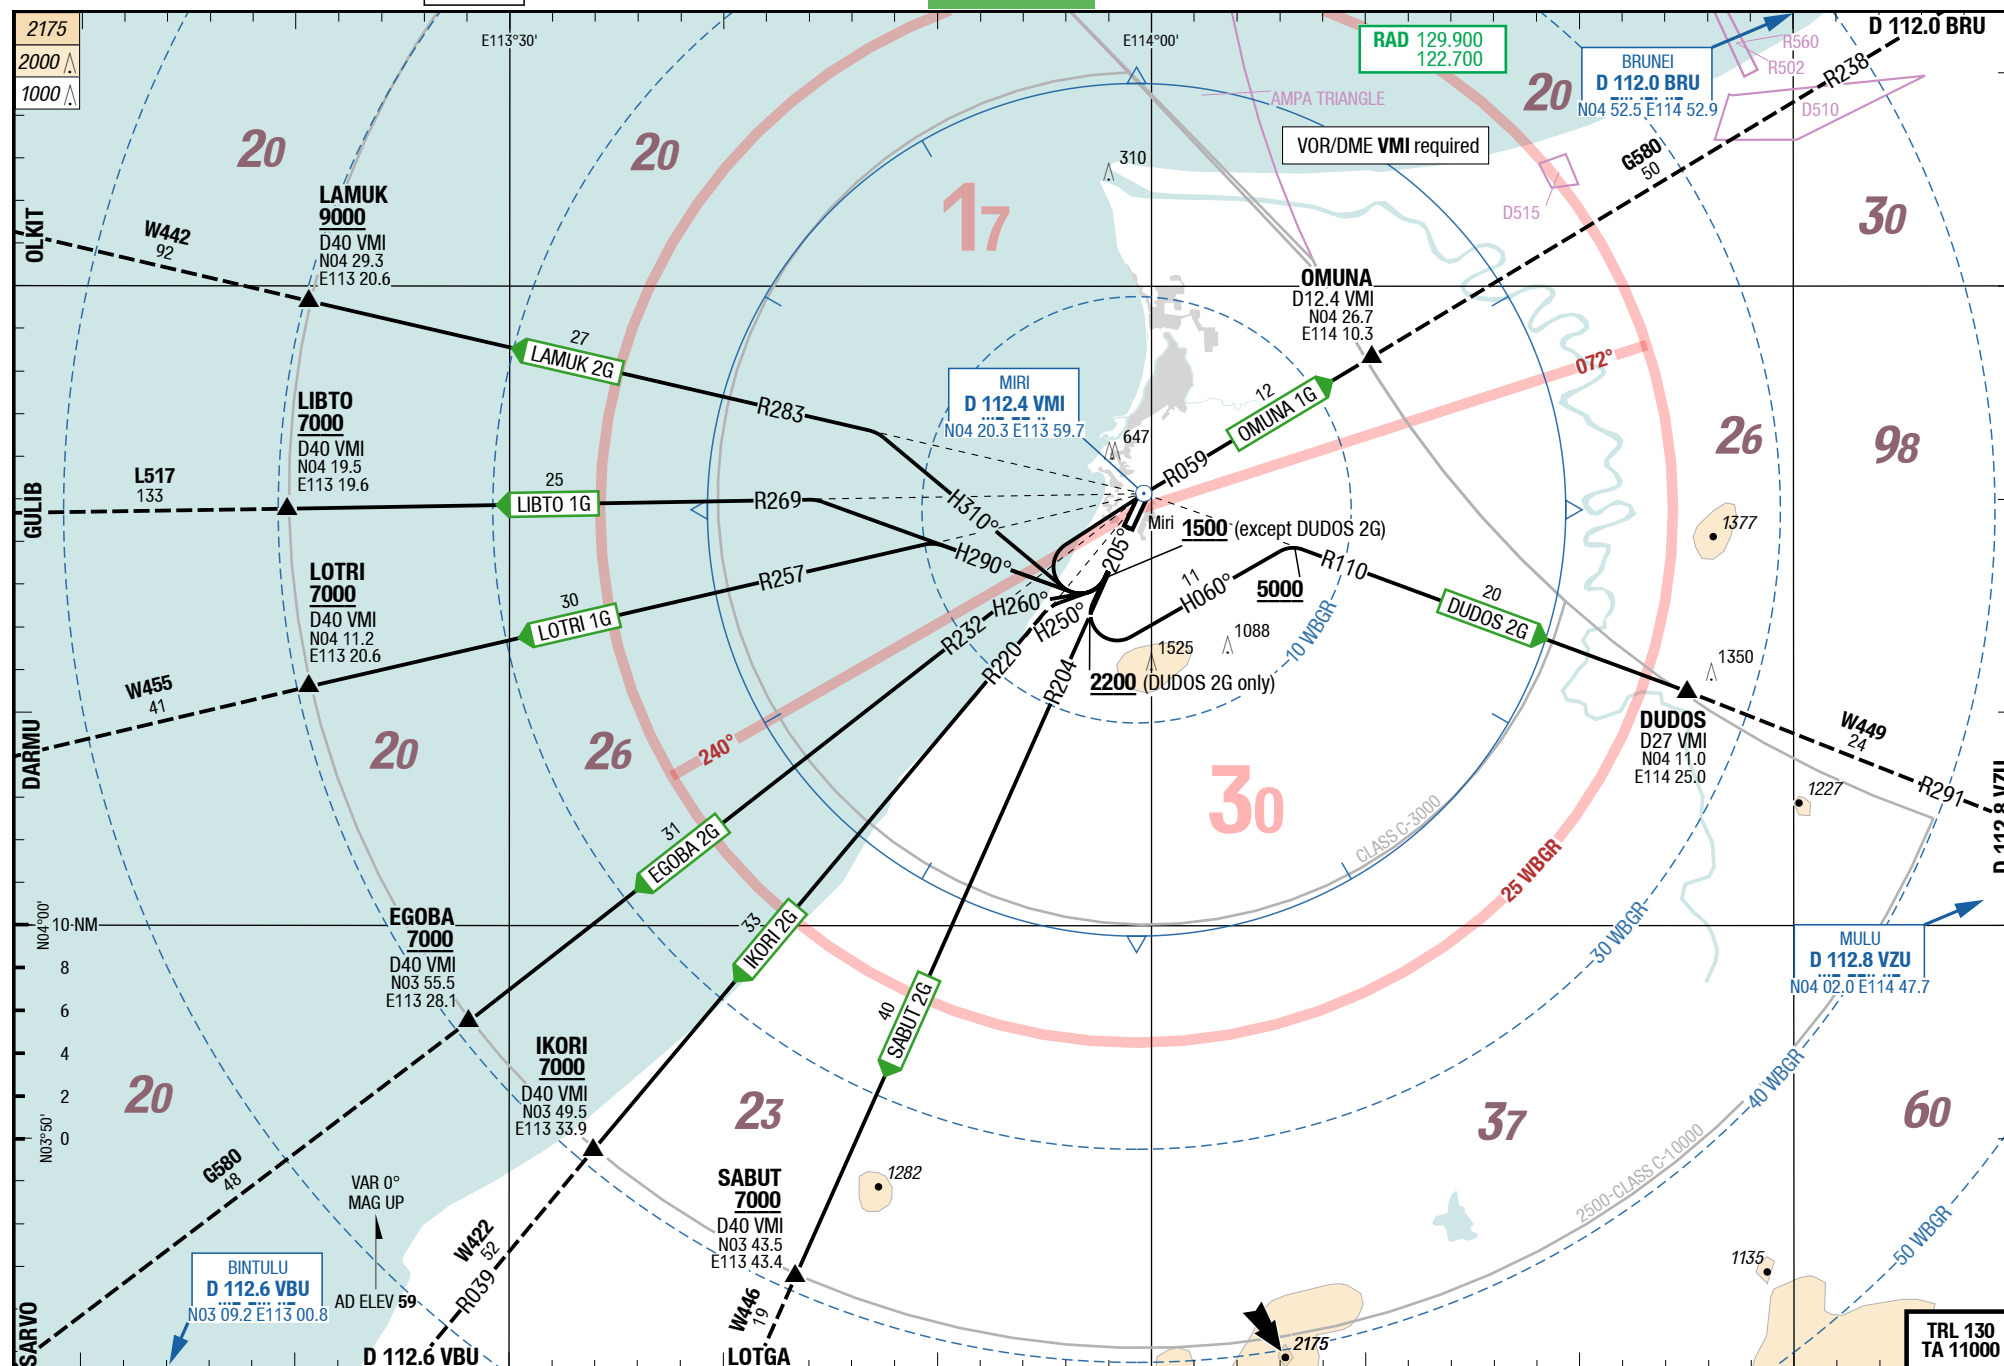 2175
2000
1000
E113°30'
E114°00'
RAD 129.900
122.700
D 112.0 BRU
BRUNEI
D 112.0 BRU
N04 52.5 E114 52.9
R560
R502
D510
R238
AMPA TRIANGLE
VOR/DME VMI required
G580
50
D515
20
20
20
17
30
310
LAMUK
9000
D40 VMI
N04 29.3
E113 20.6
OLKIT
W442
92
OMUNA
D12.4 VMI
N04 26.7
E114 10.3
27
LAMUK 2G
R283
MIRI
D 112.4 VMI
N04 20.3 E113 59.7
12
OMUNA 1G
R059
072°
647
26
98
LIBTO
7000
D40 VMI
N04 19.5
E113 19.6
GULIB
L517
133
25
LIBTO 1G
R269
H310°
Miri
205°
1500 (except DUDOS 2G)
1377
LOTRI
7000
D40 VMI
N04 11.2
E113 20.6
30
LOTRI 1G
R257
H290°
H260°
H250°
R232
R220
R204
11
H060°
5000
R110
20
DUDOS 2G
10 WBGR
1088
1525
2200 (DUDOS 2G only)
1350
W455
41
DARMU
DUDOS
D27 VMI
N04 11.0
E114 25.0
W449
24
R291
D 112.8 VZU
1227
20
26
240°
30
CLASS C-3000
31
EGOBA 2G
25 WBGR
EGOBA
7000
D40 VMI
N03 55.5
E113 28.1
33
IKORI 2G
40
SABUT 2G
30 WBGR
MULU
D 112.8 VZU
N04 02.0 E114 47.7
N04°00'
10 NM
8
6
4
2
0
N03°50'
IKORI
7000
D40 VMI
N03 49.5
E113 33.9
20
23
37
60
40 WBGR
2500-CLASS C-10000
50 WBGR
G580
48
VAR 0°
MAG UP
AD ELEV 59
SABUT
7000
D40 VMI
N03 43.5
E113 43.4
1282
W422
52
R039
W446
19
BINTULU
D 112.6 VBU
N03 09.2 E113 00.8
SARVO
D 112.6 VBU
LOTGA
2175
1135
TRL 130
TA 11000